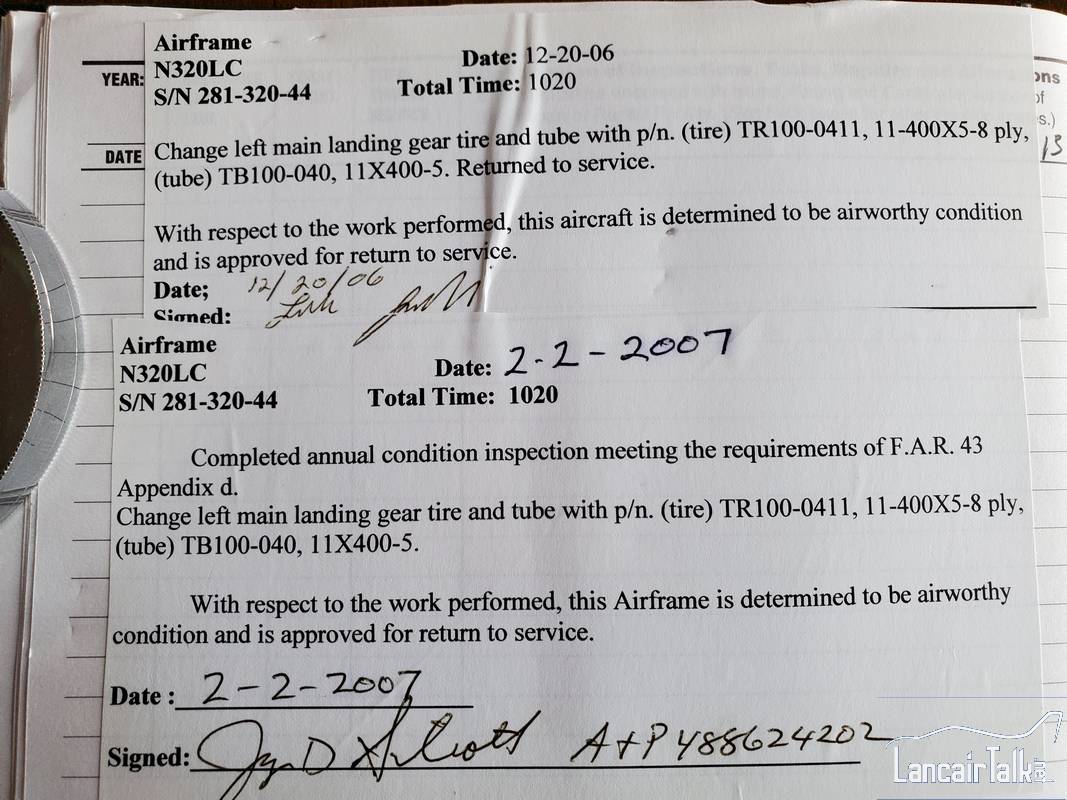 Airframe
N320LC
S/N 281-320-44
Date: 12-20-06
Total Time: 1020
YEAR:
DATE
ons
of
s.)
13
Change left main landing gear tire and tube with p/n. (tire) TR100-0411, 11-400X5-8 ply,
(tube) TB100-040, 11X400-5. Returned to service.
With respect to the work performed, this aircraft is determined to be airworthy condition
and is approved for return to service.
Date; 12/20/06
Signed:
Airframe
N320LC
S/N 281-320-44
Date: 2-2-2007
Total Time: 1020
Completed annual condition inspection meeting the requirements of F.A.R. 43
Appendix d.
Change left main landing gear tire and tube with p/n. (tire) TR100-0411, 11-400X5-8 ply,
(tube) TB100-040, 11X400-5.
With respect to the work performed, this Airframe is determined to be airworthy
condition and is approved for return to service.
Date : 2-2-2007
Signed: A+P 488624202
LancairTalk